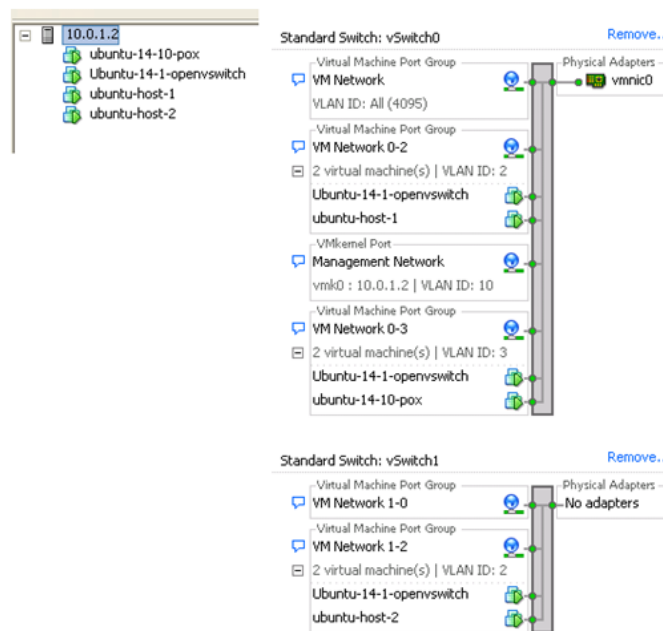 10.0.1.2
ubuntu-14-10-pox
Ubuntu-14-1-openvswitch
ubuntu-host-1
ubuntu-host-2
Standard Switch: vSwitch0
Remove..
Virtual Machine Port Group
Physical Adapters
VM Network
vmnic0
VLAN ID: All (4095)
Virtual Machine Port Group
VM Network 0-2
2 virtual machine(s) | VLAN ID: 2
Ubuntu-14-1-openvswitch
ubuntu-host-1
VMkernel Port
Management Network
vmk0 : 10.0.1.2 | VLAN ID: 10
Virtual Machine Port Group
VM Network 0-3
2 virtual machine(s) | VLAN ID: 3
Ubuntu-14-1-openvswitch
ubuntu-14-10-pox
Standard Switch: vSwitch1
Remove..
Virtual Machine Port Group
Physical Adapters
VM Network 1-0
No adapters
Virtual Machine Port Group
VM Network 1-2
2 virtual machine(s) | VLAN ID: 2
Ubuntu-14-1-openvswitch
ubuntu-host-2